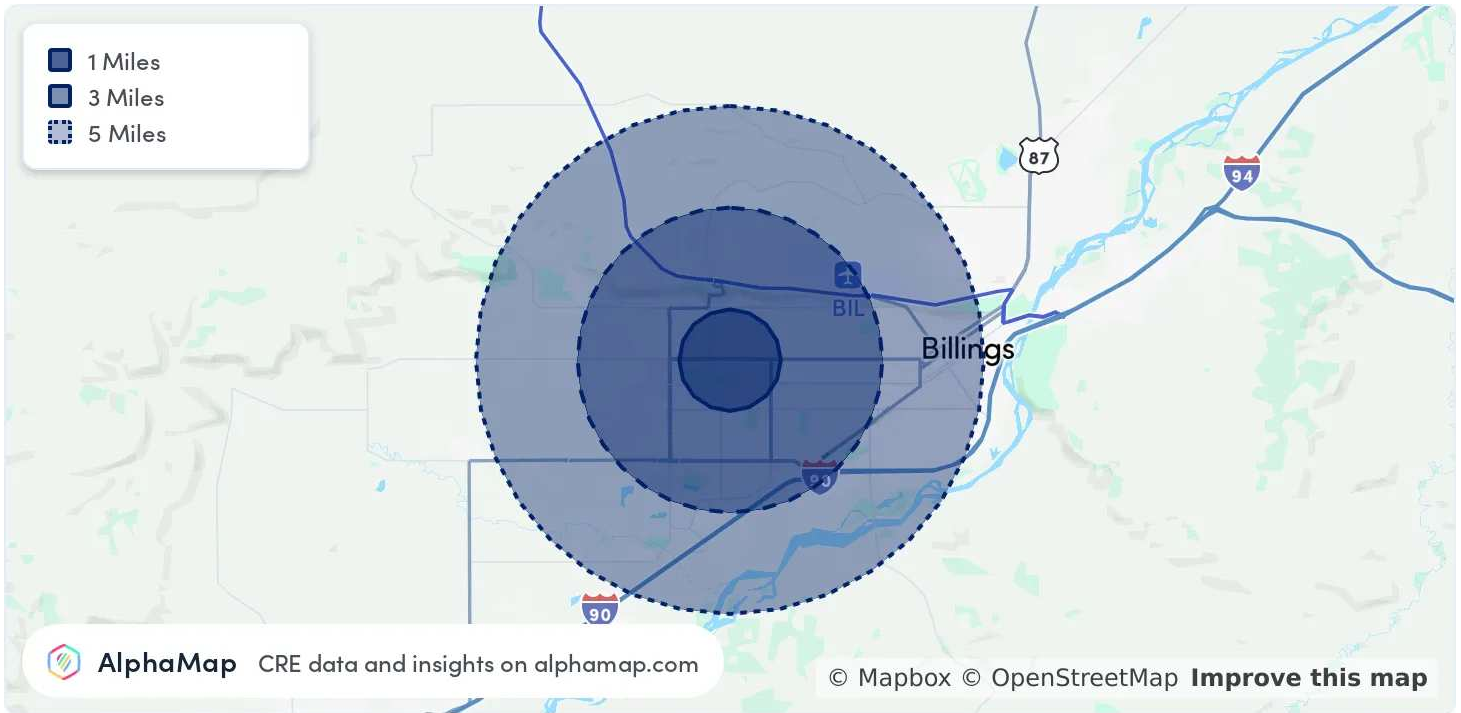 1 Miles
3 Miles
5 Miles
87
94
BIL
Billings
90
90
AlphaMap CRE data and insights on alphamap.com
© Mapbox © OpenStreetMap Improve this map